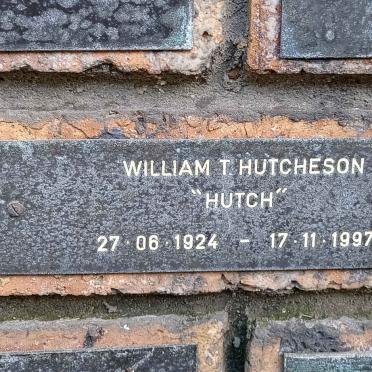 WILLIAM T HUTCHESON
"HUTCH"
27·06·1924 - 17·11·1997